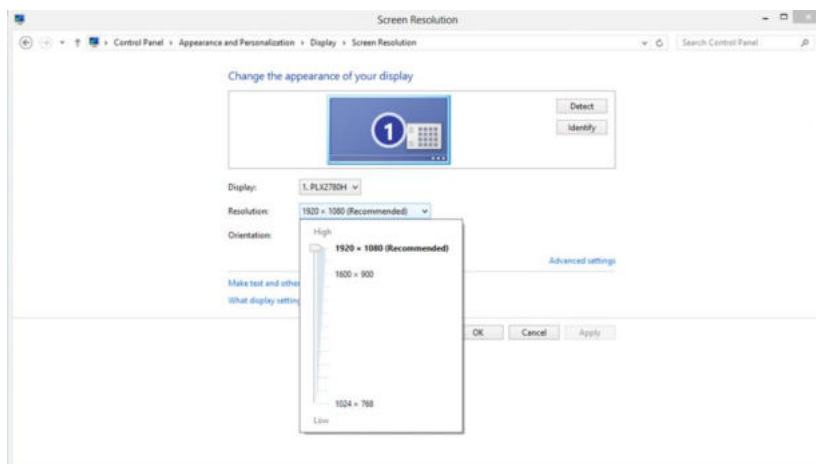 Screen Resolution
Control Panel › Appearance and Personalization › Display › Screen Resolution
Search Control Panel
Change the appearance of your display
1
Detect
Identify
Display: 1. PLX2780H
Resolution: 1920 × 1080 (Recommended)
Orientation:
High
1920 × 1080 (Recommended)
Advanced settings
1600 × 900
Make text and other
What display setting
OK Cancel Apply
1024 × 768
Low